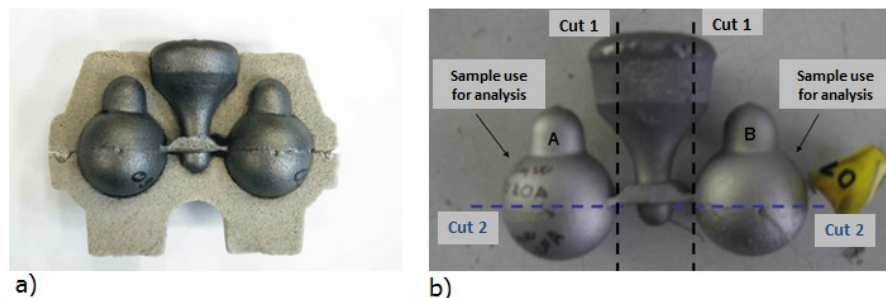 Cut 1
Cut 1
Sample use
for analysis
Sample use
for analysis
A
B
Cut 2
Cut 2
a)
b)